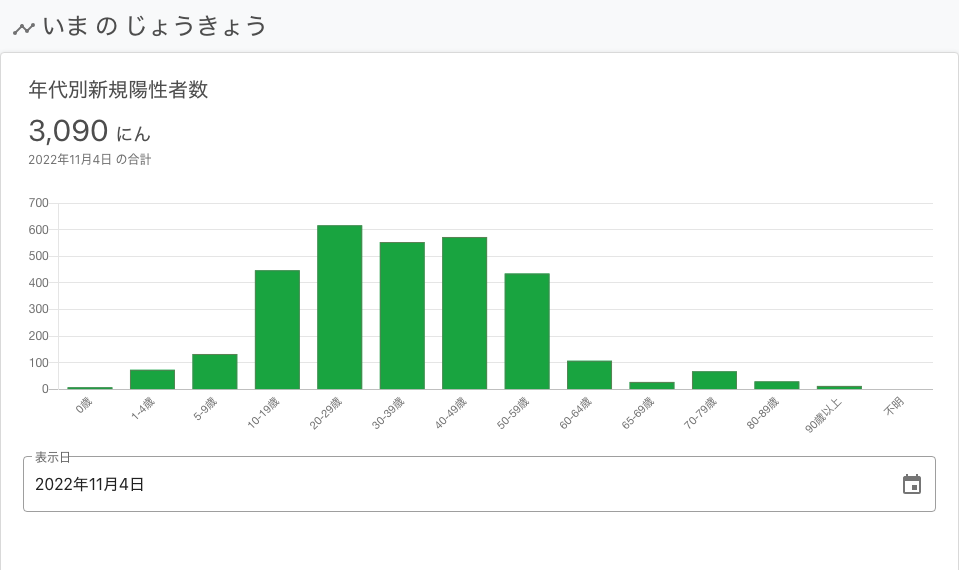 いま の じょうきょう
年代別新規陽性者数
3,090 にん
2022年11月4日 の合計
700
600
500
400
300
200
100
0
0歳
1-4歳
5-9歳
10-19歳
20-29歳
30-39歳
40-49歳
50-59歳
60-64歳
65-69歳
70-79歳
80-89歳
90歳以上
不明
表示日
2022年11月4日